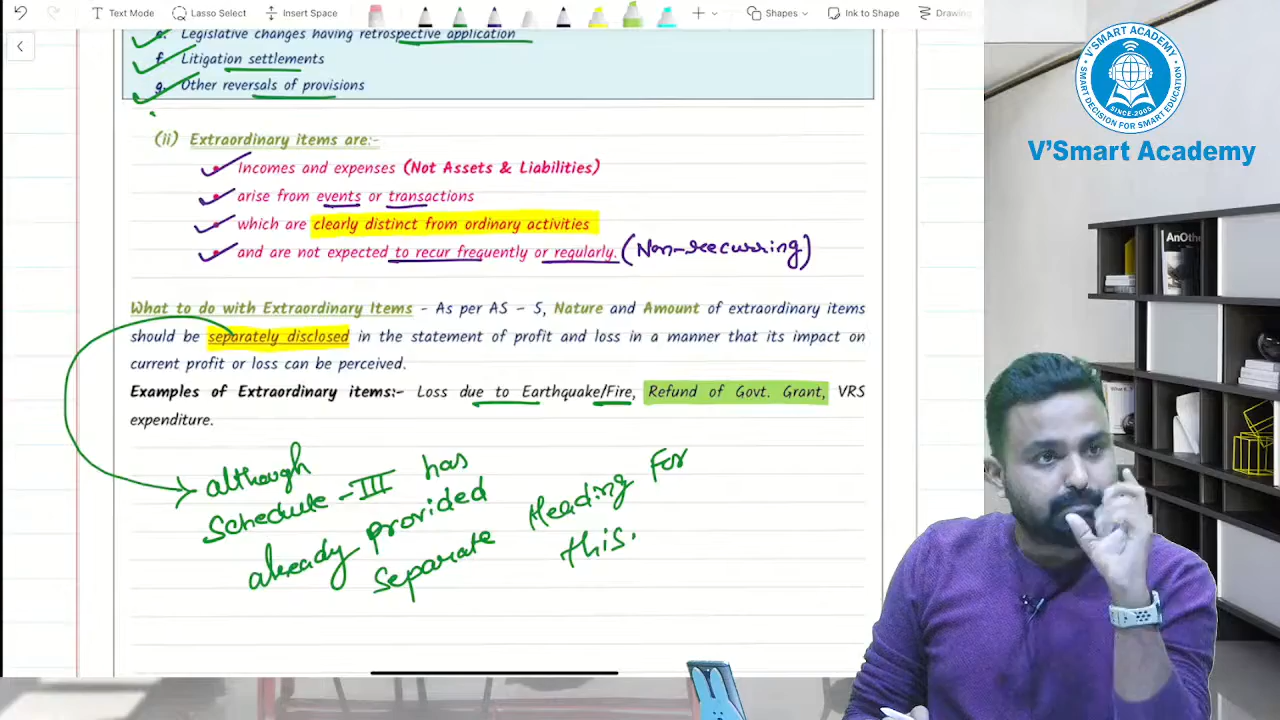 Text Mode Lasso Select Insert Space Shapes Ink to Shape Drawing
e. Legislative changes having retrospective application
f. Litigation settlements
g. Other reversals of provisions
(ii) Extraordinary items are:-
Incomes and expenses (Not Assets & Liabilities)
arise from events or transactions
which are clearly distinct from ordinary activities
and are not expected to recur frequently or regularly. (Non-recurring)
What to do with Extraordinary Items - As per AS – 5, Nature and Amount of extraordinary items
should be separately disclosed in the statement of profit and loss in a manner that its impact on
current profit or loss can be perceived.
Examples of Extraordinary items:- Loss due to Earthquake/Fire, Refund of Govt. Grant, VRS
expenditure.
although
Schedule-III has
already provided
separate Heading for
this.
V'SMART ACADEMY
SMART DECISION FOR SMART EDUCATION
SINCE-2005
V'Smart Academy
AnOthe